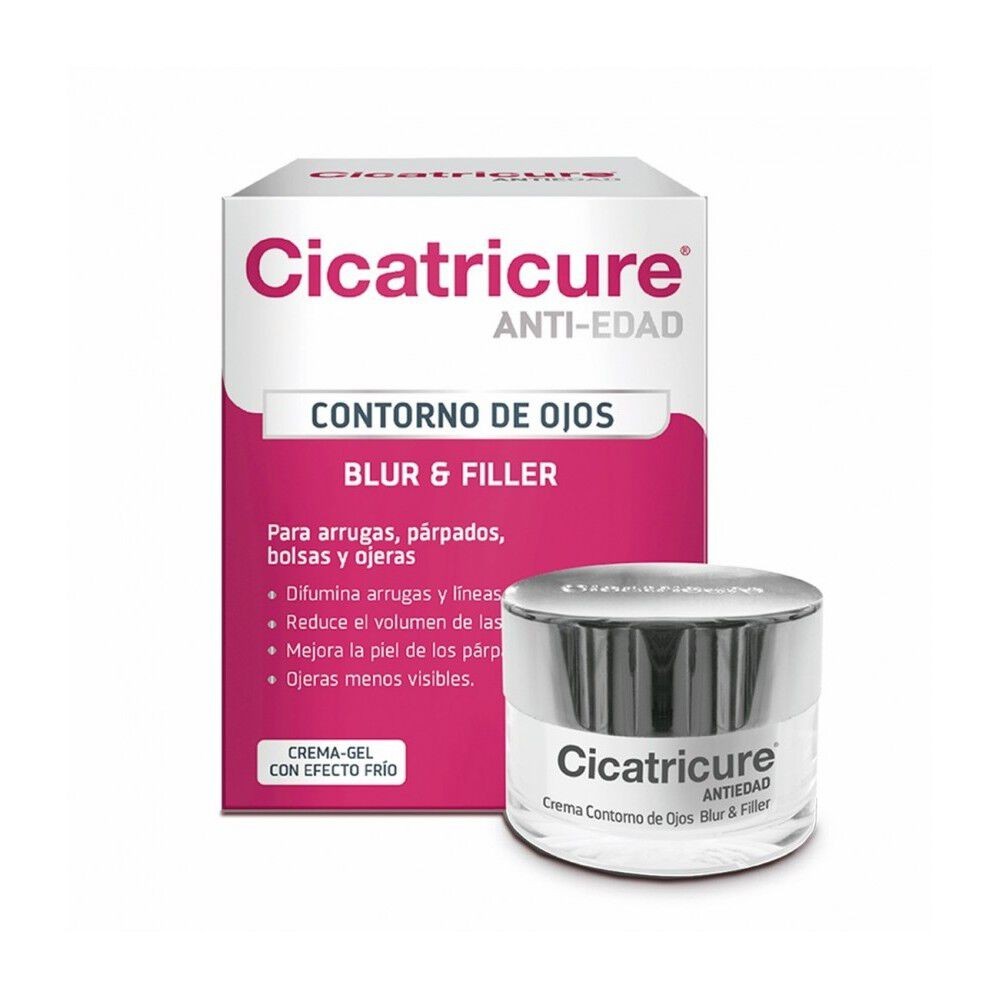 Cicatricure®
ANTIEDAD
Cicatricure®
ANTI-EDAD
CONTORNO DE OJOS
BLUR & FILLER
Para arrugas, párpados,
bolsas y ojeras
• Difumina arrugas y líneas
• Reduce el volumen de las
• Mejora la piel de los
• Ojeras menos visibles.
CREMA-GEL
CON EFECTO FRÍO
Cicatricure®
ANTIEDAD
Crema Contorno de Ojos Blur & Filler